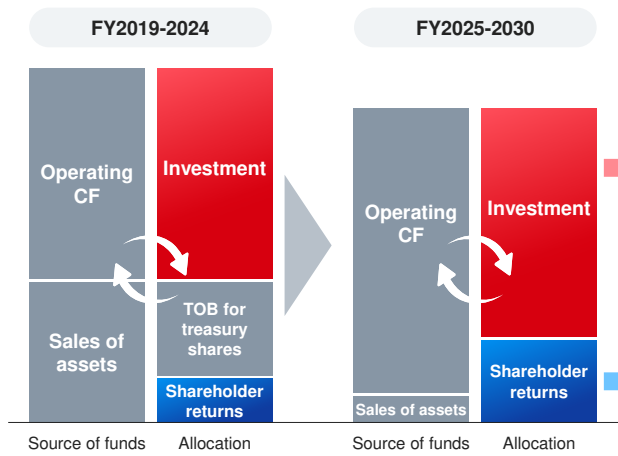 FY2019-2024
Operating
CF
Investment
Sales of
assets
TOB for
treasury
shares
Shareholder
returns
Source of funds
Allocation
FY2025-2030
Operating
CF
Investment
Sales of assets
Shareholder
returns
Source of funds
Allocation